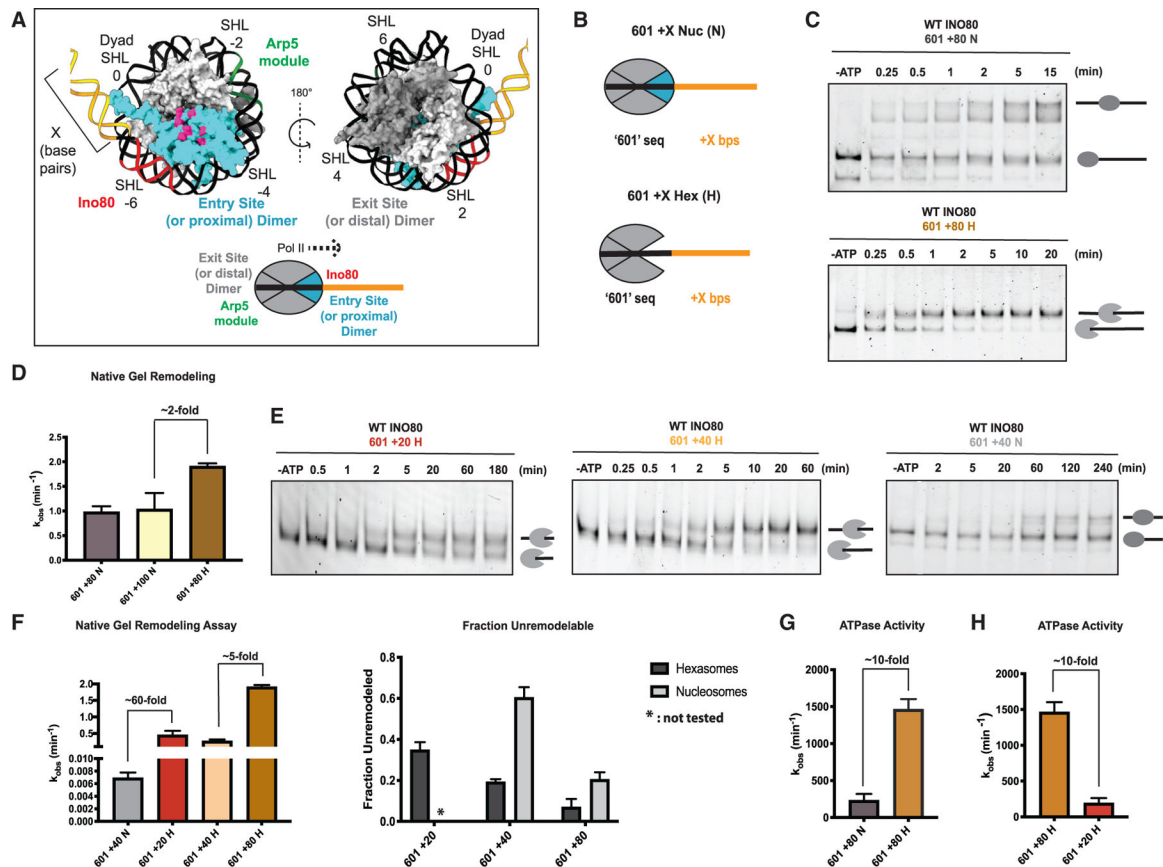 A
Dyad
SHL
0
SHL
-2
Arp5
module
180°
SHL
6
Dyad
SHL
0
X
(base
pairs)
SHL
-6
Ino80
SHL
-4
Entry Site
(or proximal) Dimer
SHL
4
SHL
2
Exit Site
(or distal) Dimer
Pol II
Exit Site
(or distal)
Dimer
Ino80
Arp5
module
Entry Site
(or proximal)
Dimer
B
601 +X Nuc (N)
'601' seq +X bps
601 +X Hex (H)
'601' seq +X bps
C
WT INO80
601 +80 N
-ATP 0.25 0.5 1 2 5 15 (min)
WT INO80
601 +80 H
-ATP 0.25 0.5 1 2 5 10 20 (min)
D
Native Gel Remodeling
~2-fold
kobs (min -1)
2.5
2.0
1.5
1.0
0.5
0.0
601 +80 N
601 +100 N
601 +80 H
E
WT INO80
601 +20 H
-ATP 0.5 1 2 5 20 60 180 (min)
WT INO80
601 +40 H
-ATP 0.25 0.5 1 2 5 10 20 60 (min)
WT INO80
601 +40 N
-ATP 2 5 20 60 120 240 (min)
F
Native Gel Remodeling Assay
~60-fold
~5-fold
kobs (min-1)
2.5
2.0
1.5
1.0
0.5
0.010
0.008
0.006
0.004
0.002
0.000
601 +40 N
601 +20 H
601 +40 H
601 +80 H
Fraction Unremodelable
Fraction Unremodeled
0.8
0.6
0.4
0.2
0.0
*
601 +20
601 +40
601 +80
Hexasomes
Nucleosomes
* : not tested
G
ATPase Activity
~10-fold
kobs (min-1)
2000
1500
1000
500
0
601 +80 N
601 +80 H
H
ATPase Activity
~10-fold
kobs (min-1)
2000
1500
1000
500
0
601 +80 H
601 +20 H